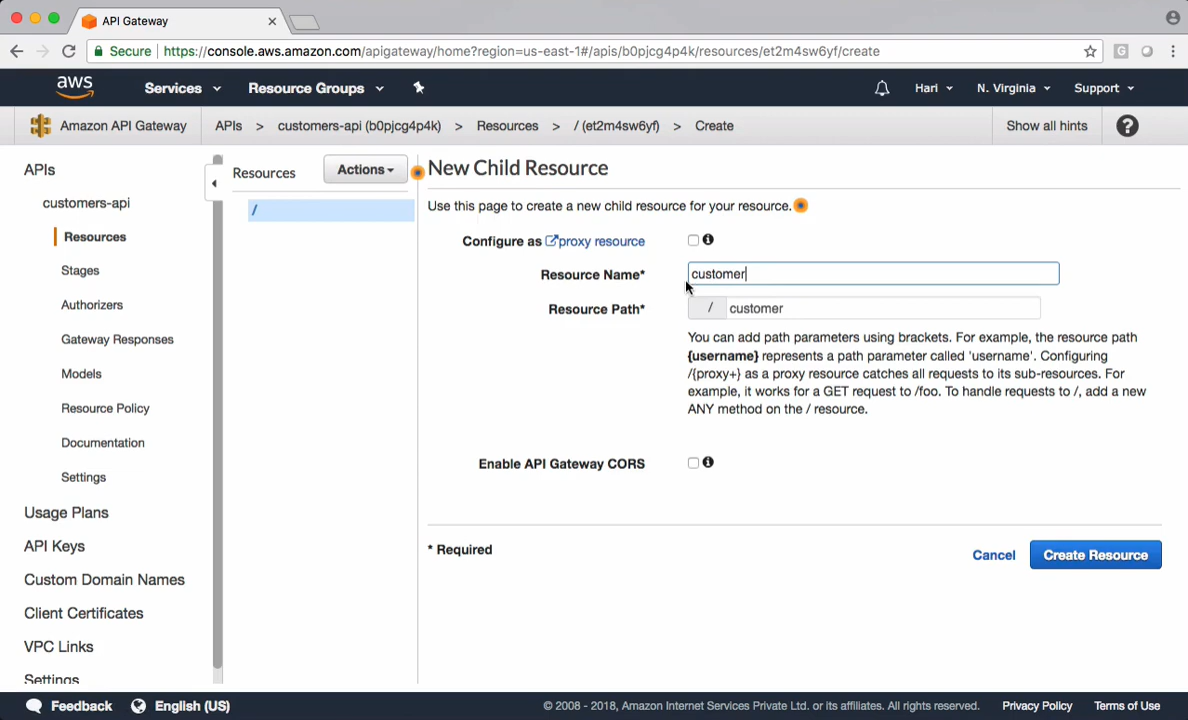 API Gateway
Secure https://console.aws.amazon.com/apigateway/home?region=us-east-1#/apis/b0pjcg4p4k/resources/et2m4sw6yf/create
G
aws Services Resource Groups Hari N. Virginia Support
Amazon API Gateway APIs > customers-api (b0pjcg4p4k) > Resources > / (et2m4sw6yf) > Create Show all hints ?
APIs
customers-api
Resources
Stages
Authorizers
Gateway Responses
Models
Resource Policy
Documentation
Settings
Usage Plans
API Keys
Custom Domain Names
Client Certificates
VPC Links
Settings
Resources Actions
/
New Child Resource
Use this page to create a new child resource for your resource.
Configure as proxy resource
Resource Name* customer
Resource Path* / customer
You can add path parameters using brackets. For example, the resource path
{username} represents a path parameter called 'username'. Configuring
/{proxy+} as a proxy resource catches all requests to its sub-resources. For
example, it works for a GET request to /foo. To handle requests to /, add a new
ANY method on the / resource.
Enable API Gateway CORS
* Required
Cancel Create Resource
Feedback English (US) © 2008 - 2018, Amazon Internet Services Private Ltd. or its affiliates. All rights reserved. Privacy Policy Terms of Use